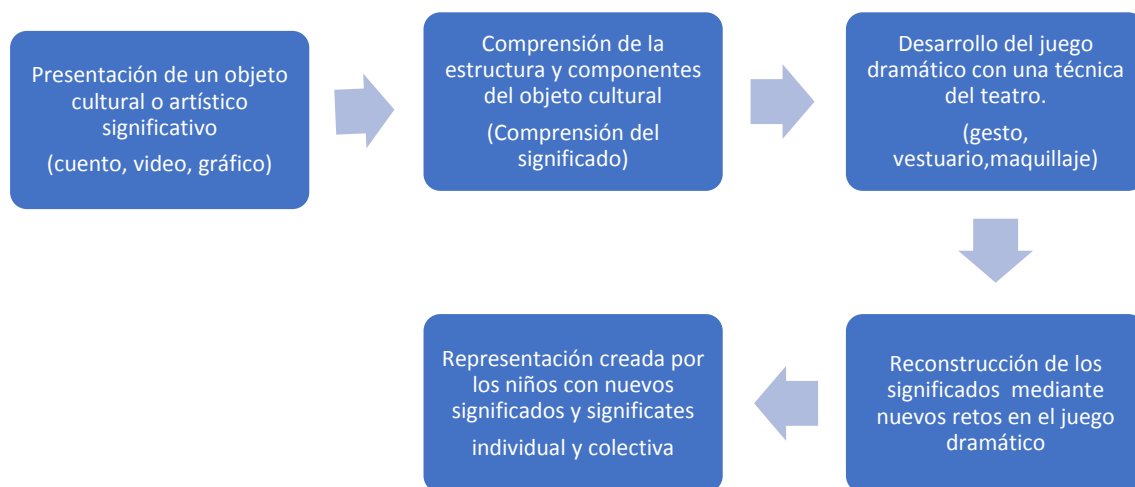 Presentación de un objeto
cultural o artístico
significativo
(cuento, video, gráfico)
Comprensión de la
estructura y componentes
del objeto cultural
(Comprensión del
significado)
Desarrollo del juego
dramático con una técnica
del teatro.
(gesto,
vestuario,maquillaje)
Reconstrucción de los
significados mediante
nuevos retos en el juego
dramático
Representación creada por
los niños con nuevos
significados y significates
individual y colectiva